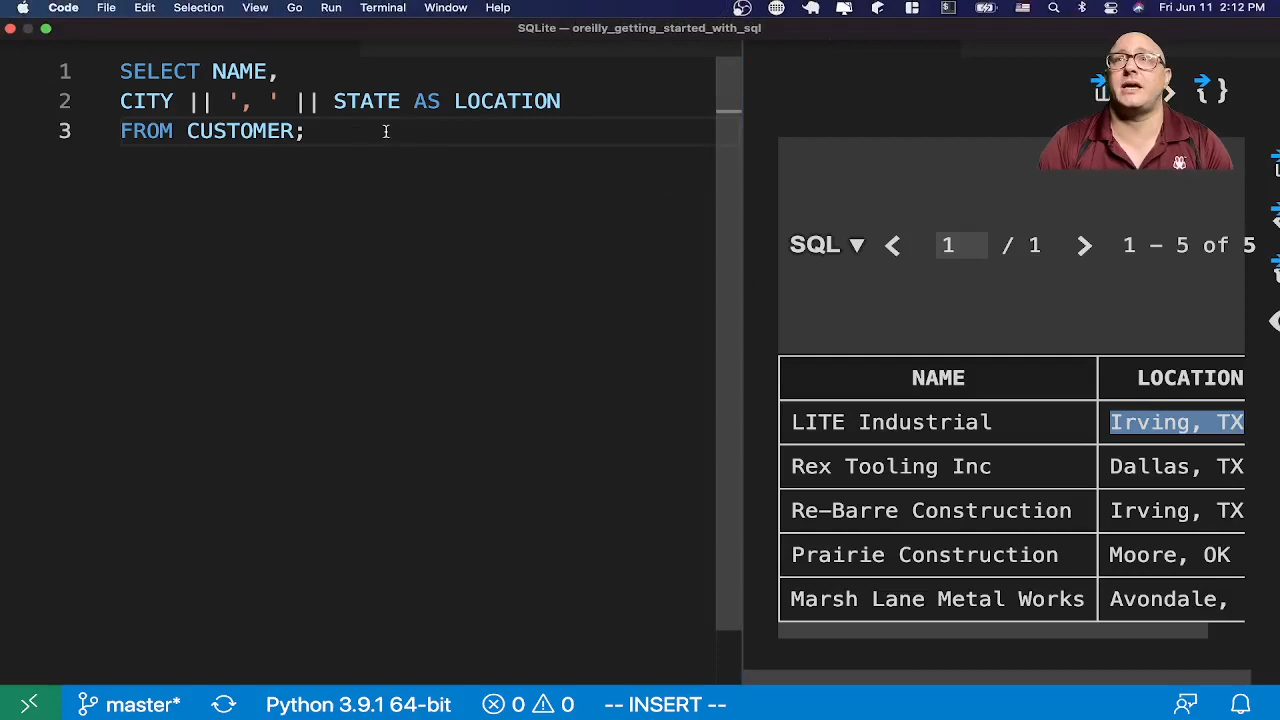 Code File Edit Selection View Go Run Terminal Window Help Fri Jun 11 2:12 PM
SQLite — oreilly_getting_started_with_sql
1 SELECT NAME,
2 CITY || ', ' || STATE AS LOCATION
3 FROM CUSTOMER;
SQL ▼ < 1 / 1 > 1 – 5 of 5
NAME LOCATION
LITE Industrial Irving, TX
Rex Tooling Inc Dallas, TX
Re-Barre Construction Irving, TX
Prairie Construction Moore, OK
Marsh Lane Metal Works Avondale,
master* Python 3.9.1 64-bit 0 0 -- INSERT --